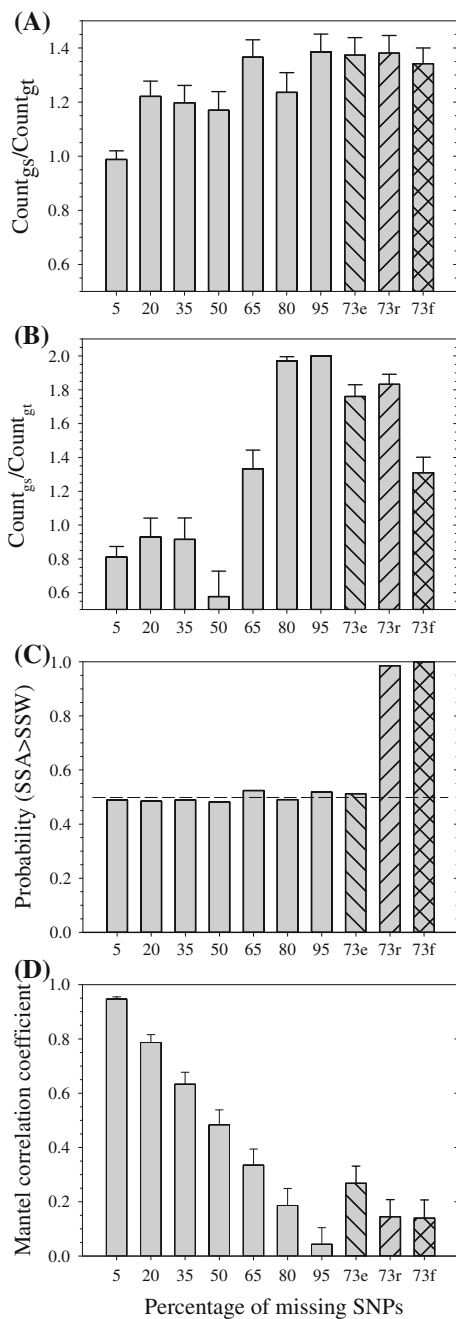 (A)
Count_gs/Count_gt
1.4
1.2
1.0
0.8
0.6
5 20 35 50 65 80 95 73e 73r 73f
(B)
Count_gs/Count_gt
2.0
1.8
1.6
1.4
1.2
1.0
0.8
0.6
5 20 35 50 65 80 95 73e 73r 73f
(C)
Probability (SSA>SSW)
1.0
0.8
0.6
0.4
0.2
0.0
5 20 35 50 65 80 95 73e 73r 73f
(D)
Mantel correlation coefficient
1.0
0.8
0.6
0.4
0.2
0.0
5 20 35 50 65 80 95 73e 73r 73f
Percentage of missing SNPs